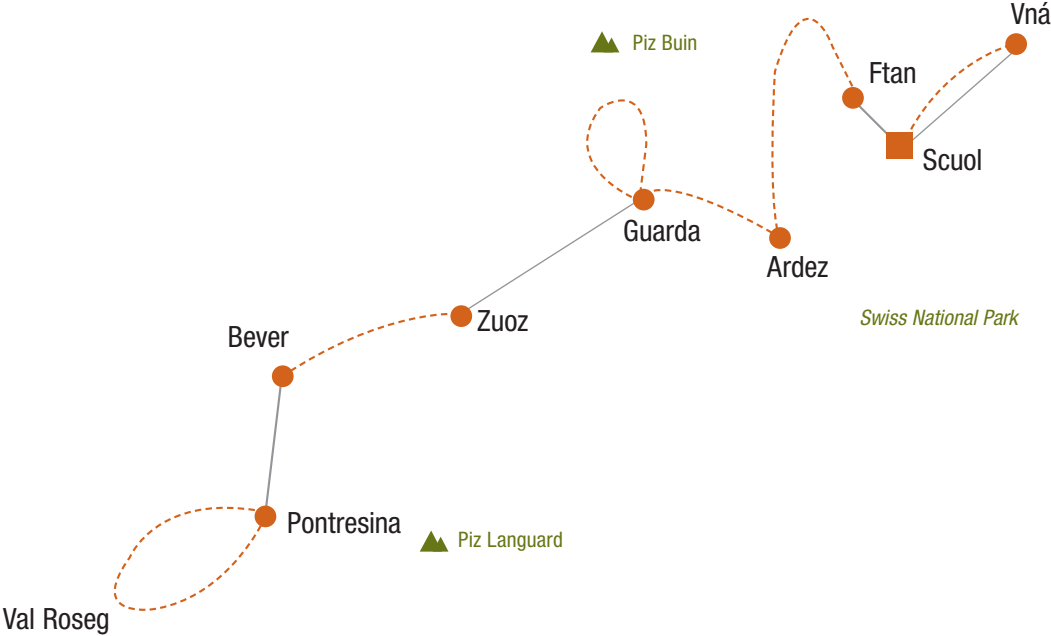 Vná
Piz Buin
Ftan
Scuol
Guarda
Ardez
Swiss National Park
Zuoz
Bever
Pontresina
Piz Languard
Val Roseg